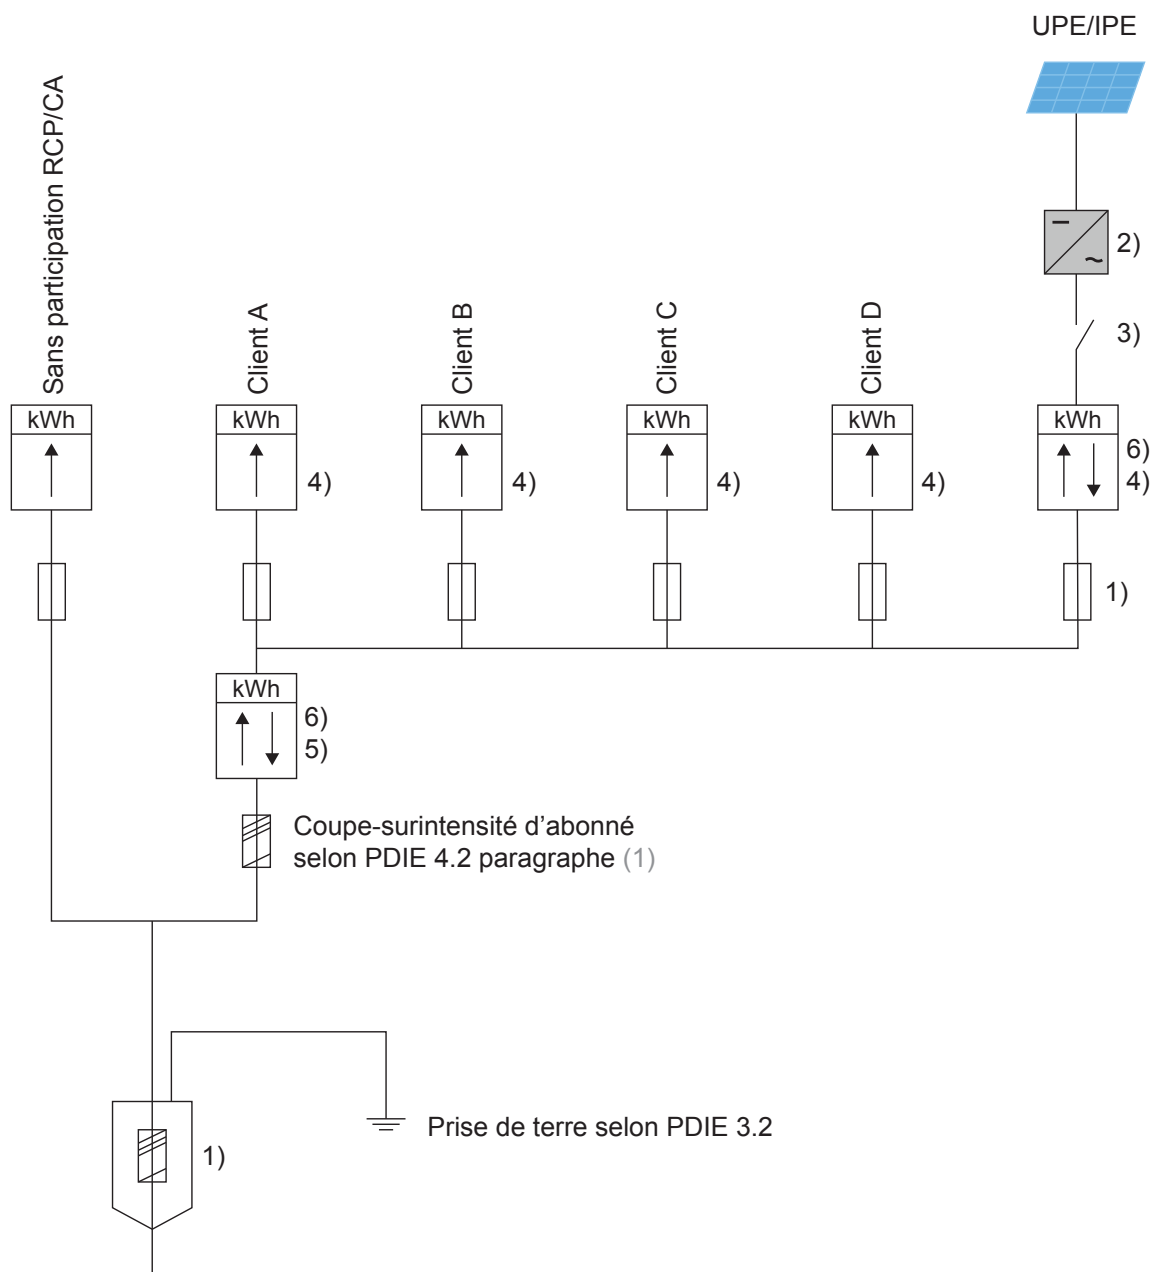 UPE/IPE
Sans participation RCP/CA
Client A
Client B
Client C
Client D
2)
3)
kWh
kWh
kWh
kWh
kWh
kWh
4)
4)
4)
4)
6)
4)
1)
kWh
6)
5)
Coupe-surintensité d'abonné
selon PDIE 4.2 paragraphe (1)
Prise de terre selon PDIE 3.2
1)